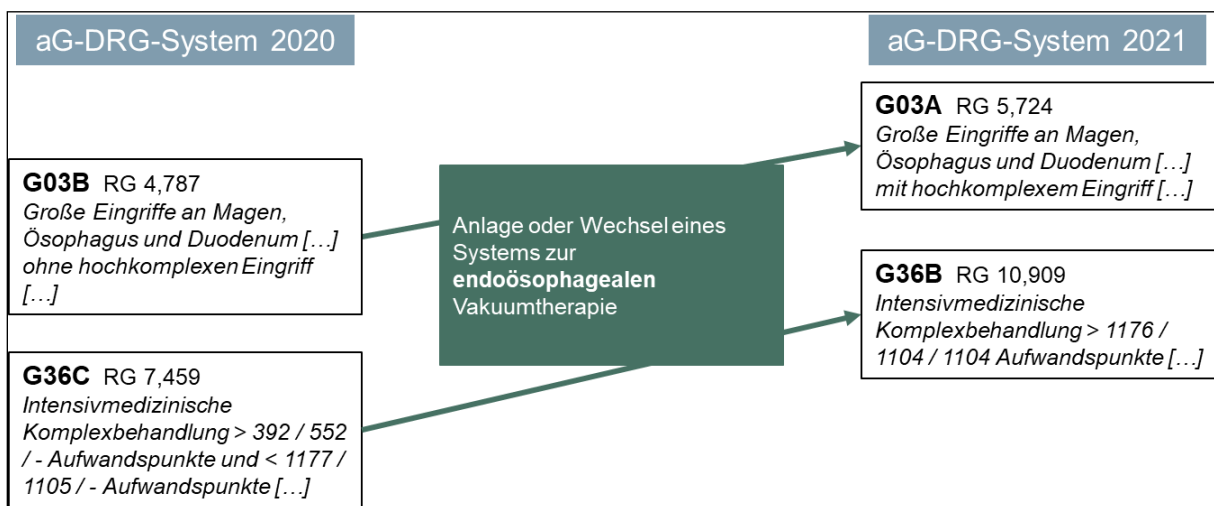 aG-DRG-System 2020
aG-DRG-System 2021
G03B RG 4,787
Große Eingriffe an Magen,
Ösophagus und Duodenum […]
ohne hochkomplexen Eingriff
[…]
G36C RG 7,459
Intensivmedizinische
Komplexbehandlung > 392 / 552
/ - Aufwandspunkte und < 1177 /
1105 / - Aufwandspunkte […]
Anlage oder Wechsel eines
Systems zur
endoösophagealen
Vakuumtherapie
G03A RG 5,724
Große Eingriffe an Magen,
Ösophagus und Duodenum […]
mit hochkomplexem Eingriff […]
G36B RG 10,909
Intensivmedizinische
Komplexbehandlung > 1176 /
1104 / 1104 Aufwandspunkte […]